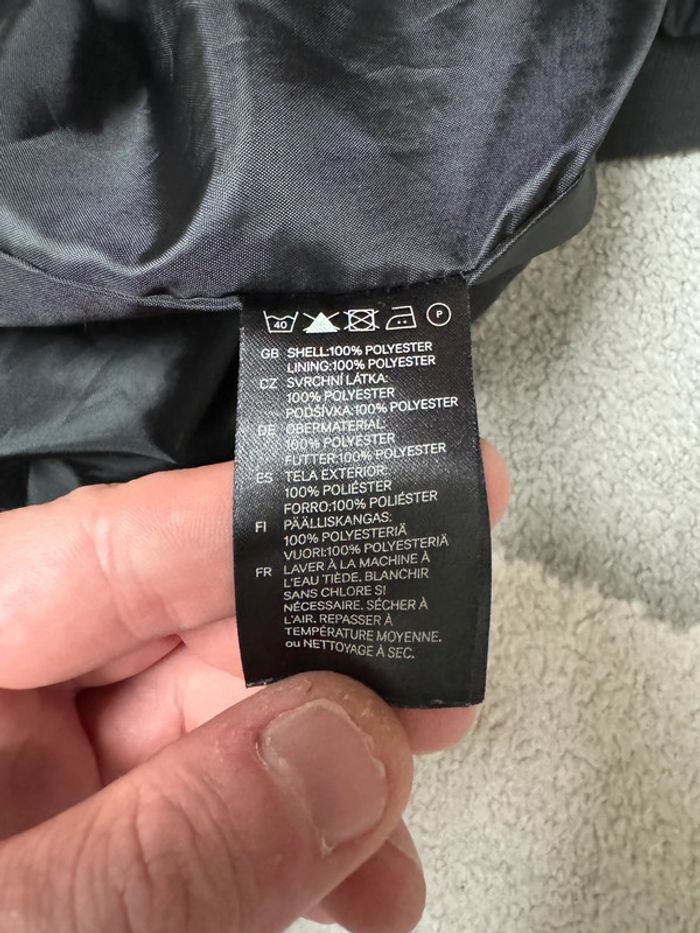 40 P
GB SHELL:100% POLYESTER
LINING:100% POLYESTER
CZ SVRCHNÍ LÁTKA:
100% POLYESTER
PODŠÍVKA:100% POLYESTER
DE OBERMATERIAL:
100% POLYESTER
FUTTER:100% POLYESTER
ES TELA EXTERIOR:
100% POLIÉSTER
FORRO:100% POLIÉSTER
FI PÄÄLLISKANGAS:
100% POLYESTERIÄ
VUORI:100% POLYESTERIÄ
FR LAVER À LA MACHINE À
L'EAU TIÈDE. BLANCHIR
SANS CHLORE SI
NÉCESSAIRE. SÉCHER À
L'AIR. REPASSER À
TEMPÉRATURE MOYENNE.
ou NETTOYAGE À SEC.